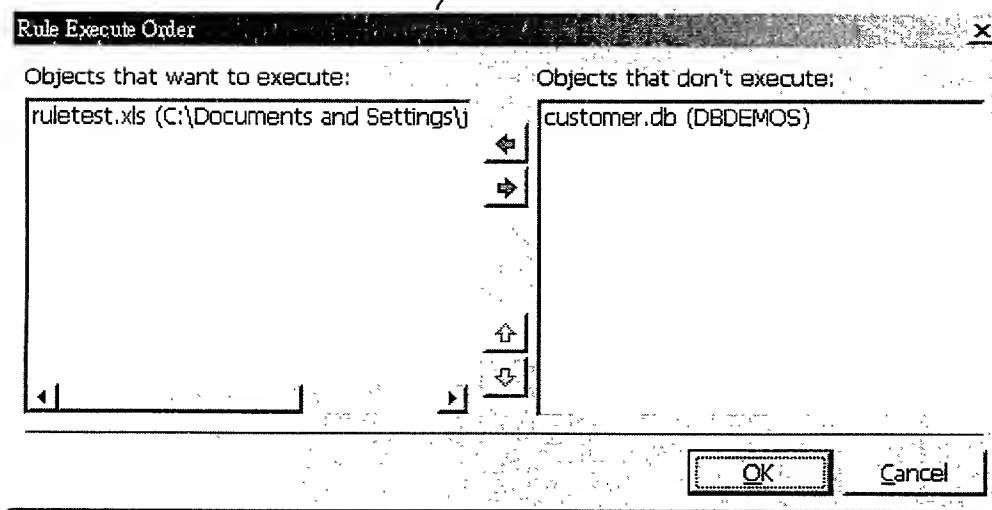 Rule Execute Order
Objects that want to execute:
ruletest.xls (C:\Documents and Settings\j
Objects that don't execute:
customer.db (DBDEMOS)
OK
Cancel